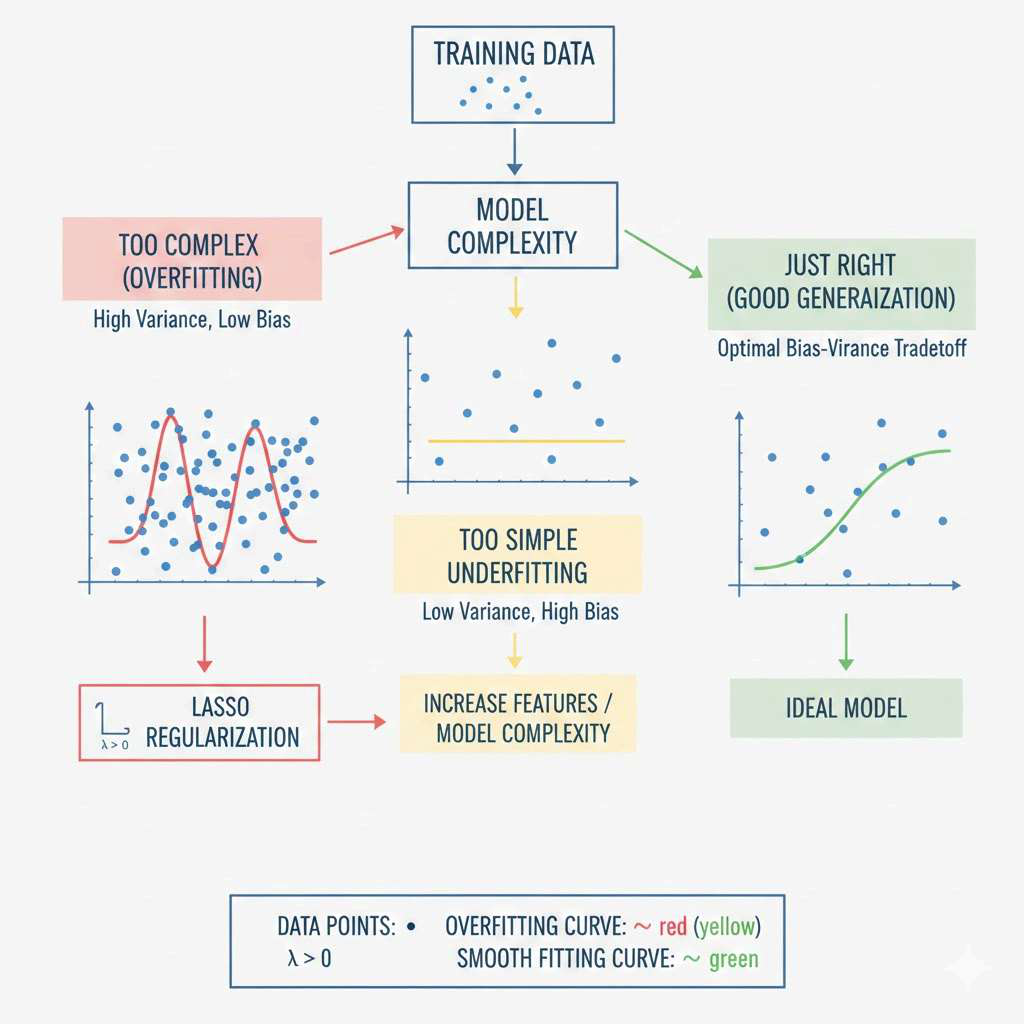 TRAINING DATA
MODEL
COMPLEXITY
TOO COMPLEX
(OVERFITTING)
High Variance, Low Bias
JUST RIGHT
(GOOD GENERAIZATION)
Optimal Bias-Virance Tradetoff
TOO SIMPLE
UNDERFITTING
Low Variance, High Bias
LASSO
REGULARIZATION
λ > 0
INCREASE FEATURES /
MODEL COMPLEXITY
IDEAL MODEL
DATA POINTS: •
λ > 0
OVERFITTING CURVE: ~ red (yellow)
SMOOTH FITTING CURVE: ~ green